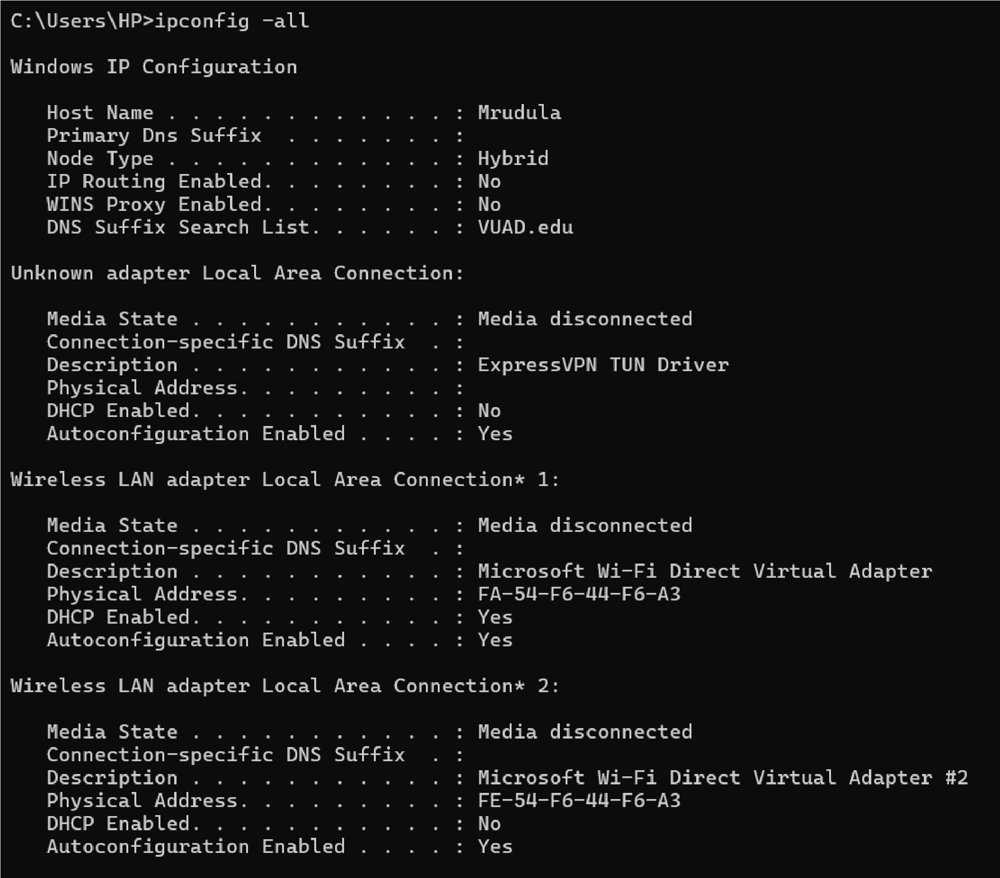 C:\Users\HP>ipconfig -all
Windows IP Configuration
Host Name . . . . . . . . . . . . : Mrudula
Primary Dns Suffix  . . . . . . . :
Node Type . . . . . . . . . . . . : Hybrid
IP Routing Enabled. . . . . . . . : No
WINS Proxy Enabled. . . . . . . . : No
DNS Suffix Search List. . . . . . : VUAD.edu
Unknown adapter Local Area Connection:
Media State . . . . . . . . . . . : Media disconnected
Connection-specific DNS Suffix  . :
Description . . . . . . . . . . . : ExpressVPN TUN Driver
Physical Address. . . . . . . . . :
DHCP Enabled. . . . . . . . . . . : No
Autoconfiguration Enabled . . . . : Yes
Wireless LAN adapter Local Area Connection* 1:
Media State . . . . . . . . . . . : Media disconnected
Connection-specific DNS Suffix  . :
Description . . . . . . . . . . . : Microsoft Wi-Fi Direct Virtual Adapter
Physical Address. . . . . . . . . : FA-54-F6-44-F6-A3
DHCP Enabled. . . . . . . . . . . : Yes
Autoconfiguration Enabled . . . . : Yes
Wireless LAN adapter Local Area Connection* 2:
Media State . . . . . . . . . . . : Media disconnected
Connection-specific DNS Suffix  . :
Description . . . . . . . . . . . : Microsoft Wi-Fi Direct Virtual Adapter #2
Physical Address. . . . . . . . . : FE-54-F6-44-F6-A3
DHCP Enabled. . . . . . . . . . . : No
Autoconfiguration Enabled . . . . : Yes